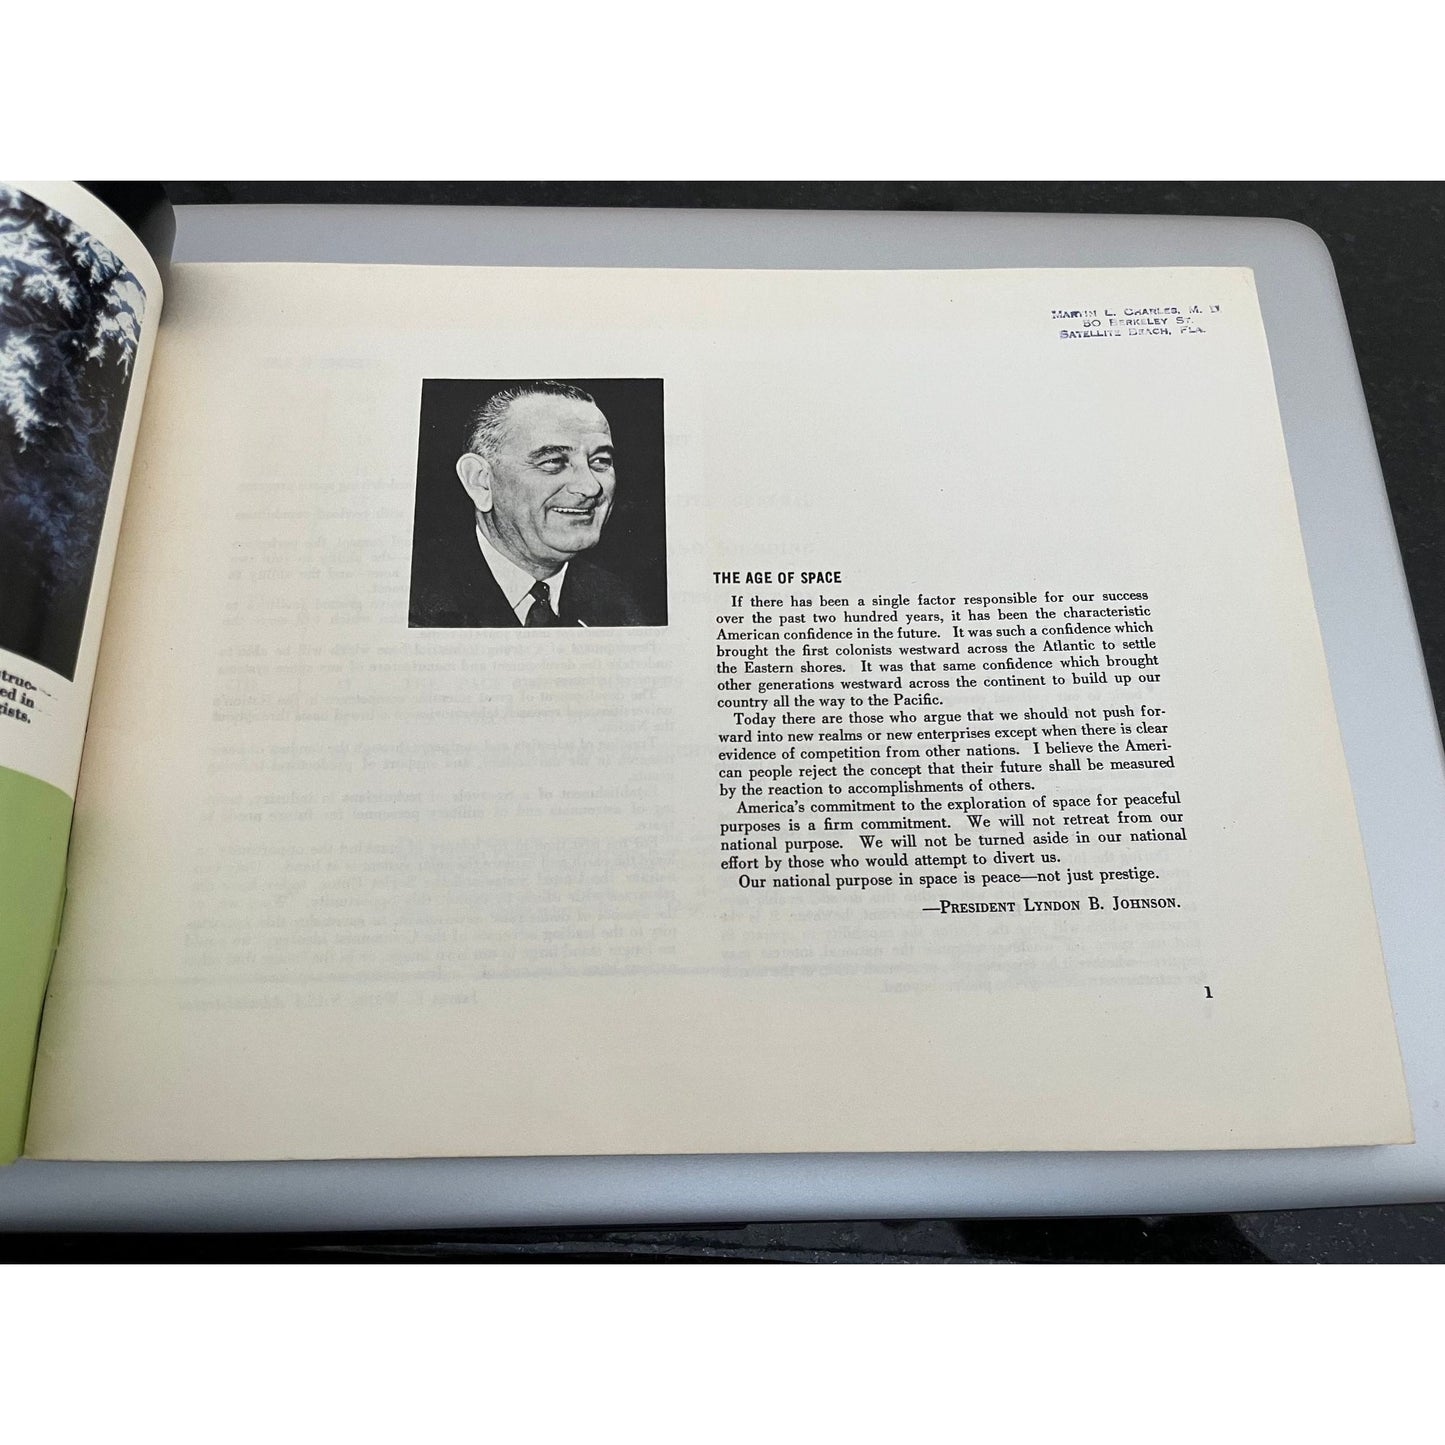 MARTIN L. CHARLES, M. D.
80 BERKELEY ST.
SATELLITE BEACH, FLA.
truc-
ed in
gists.
THE AGE OF SPACE
If there has been a single factor responsible for our success
over the past two hundred years, it has been the characteristic
American confidence in the future. It was such a confidence which
brought the first colonists westward across the Atlantic to settle
the Eastern shores. It was that same confidence which brought
other generations westward across the continent to build up our
country all the way to the Pacific.
Today there are those who argue that we should not push for-
ward into new realms or new enterprises except when there is clear
evidence of competition from other nations. I believe the Ameri-
can people reject the concept that their future shall be measured
by the reaction to accomplishments of others.
America's commitment to the exploration of space for peaceful
purposes is a firm commitment. We will not retreat from our
national purpose. We will not be turned aside in our national
effort by those who would attempt to divert us.
Our national purpose in space is peace—not just prestige.
—PRESIDENT LYNDON B. JOHNSON.
1